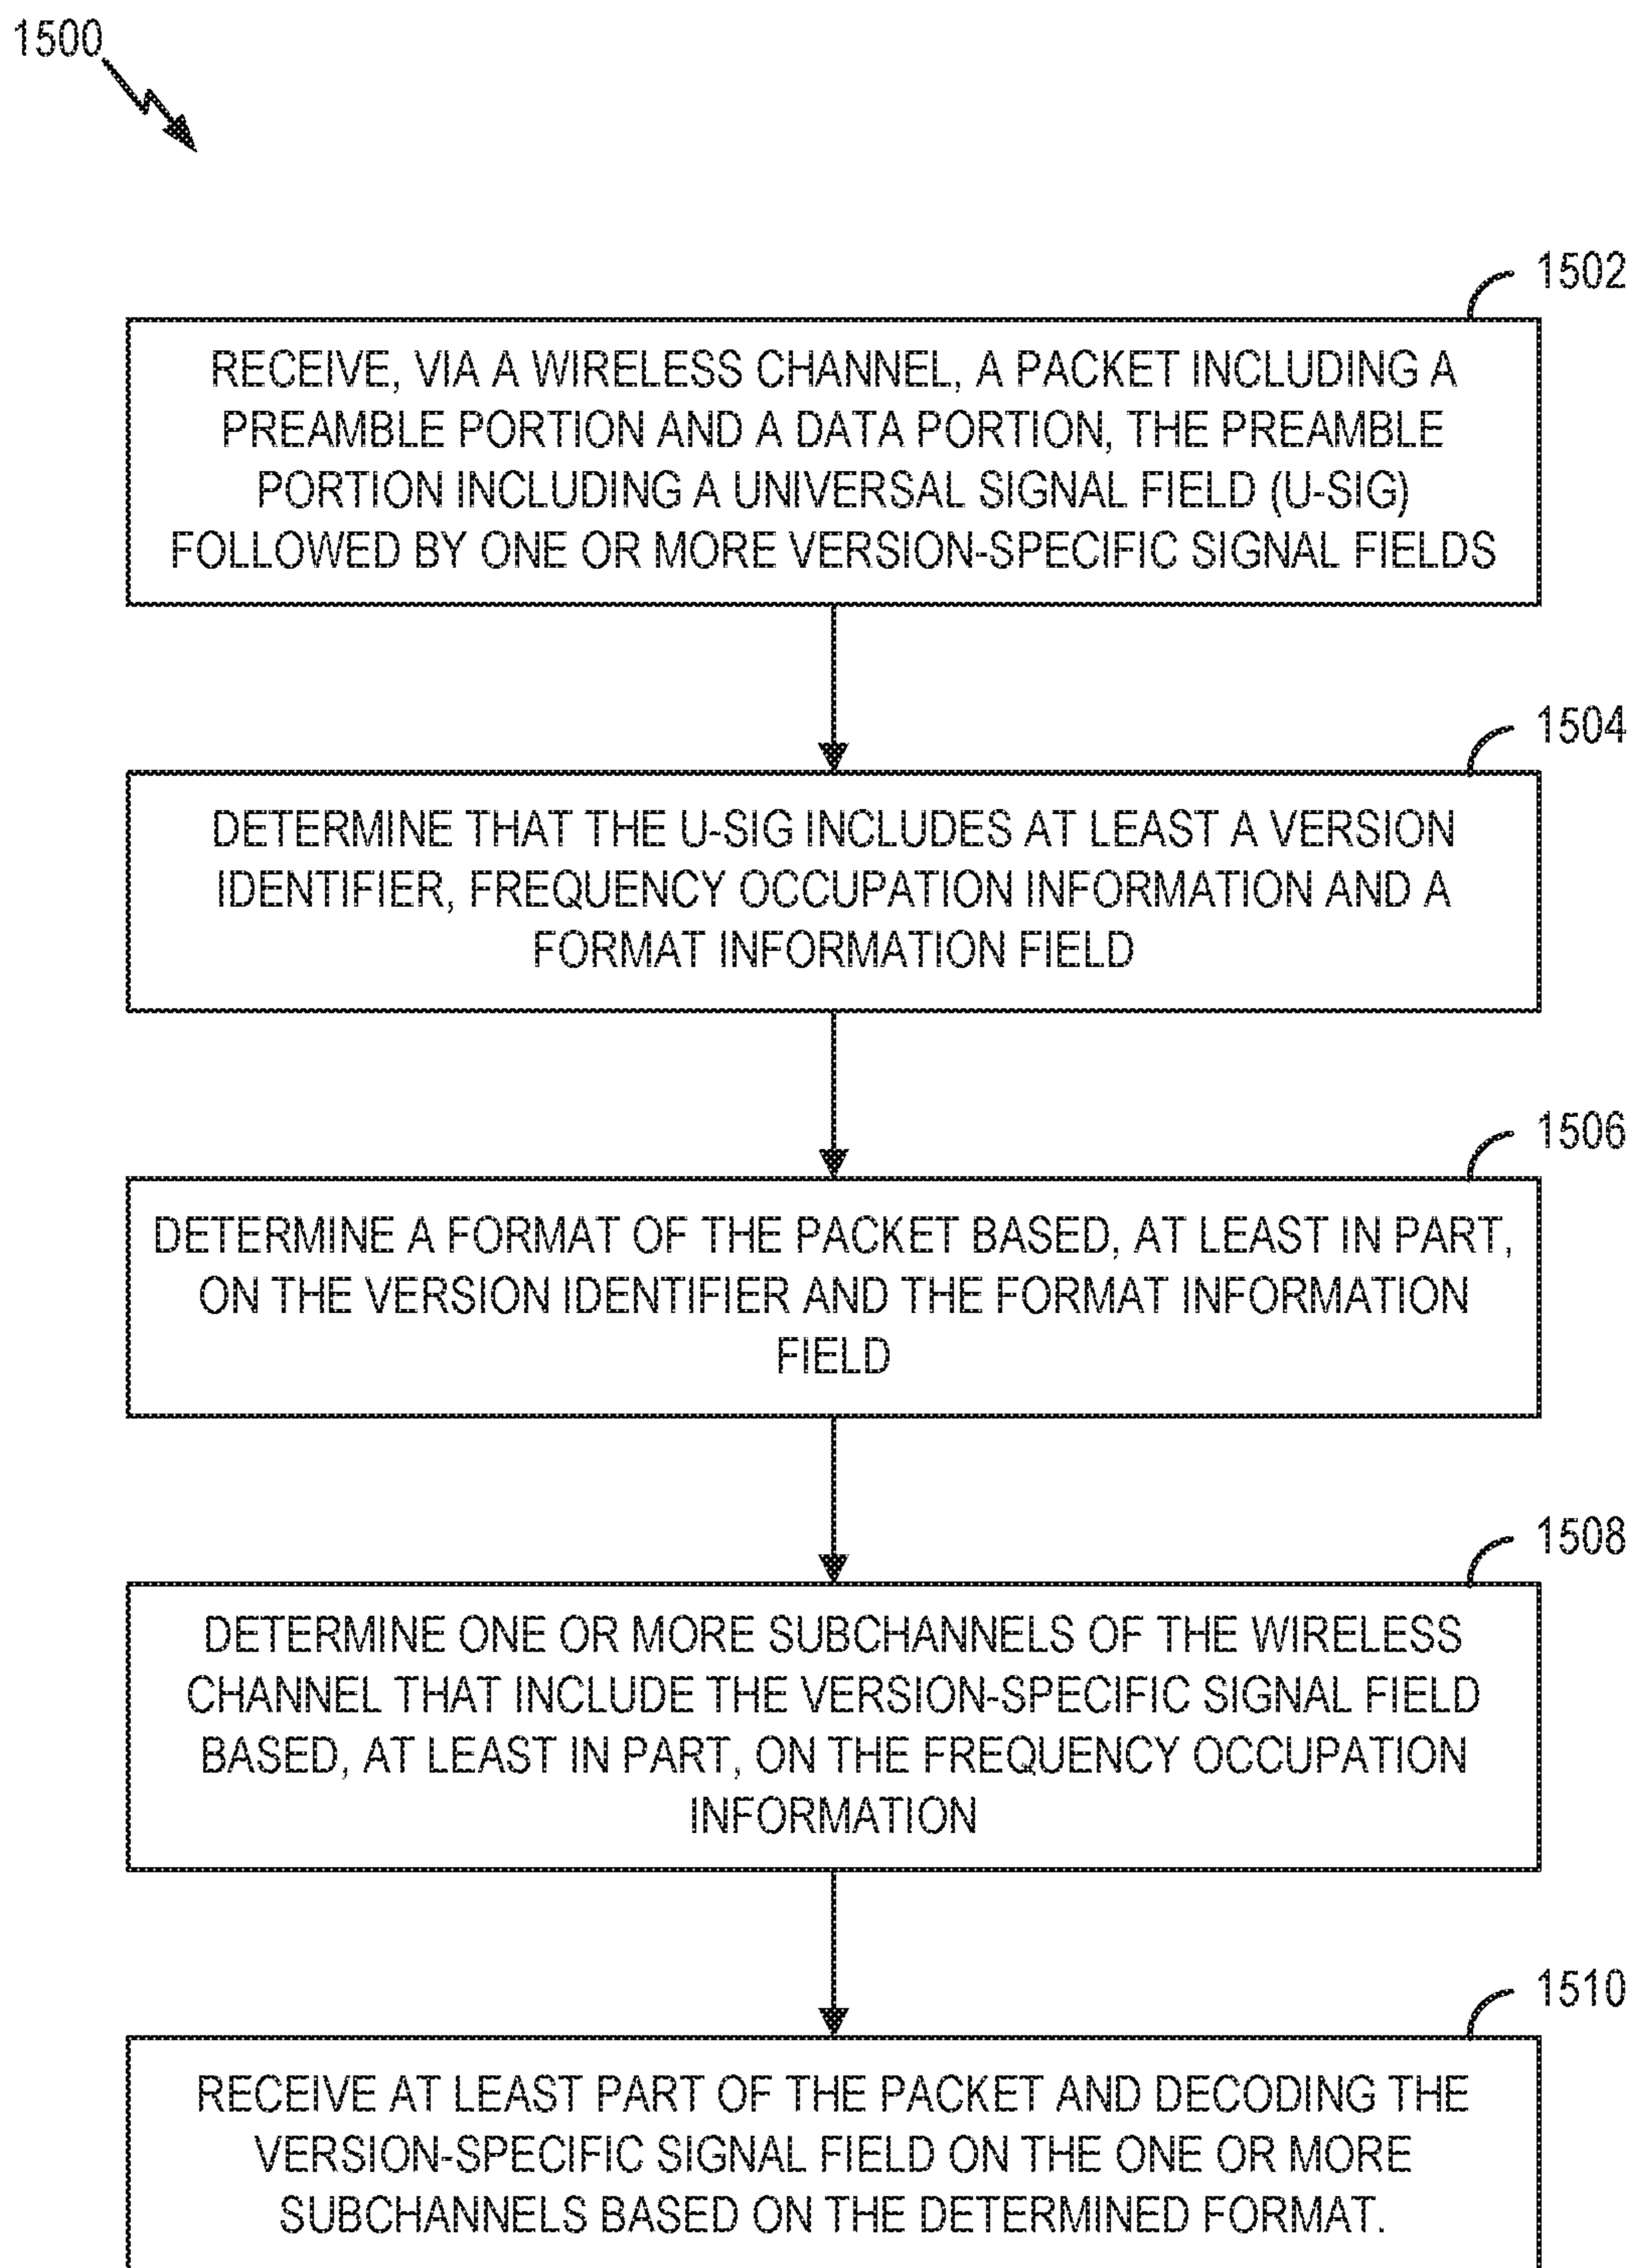 1500
1502
RECEIVE, VIA A WIRELESS CHANNEL, A PACKET INCLUDING A
PREAMBLE PORTION AND A DATA PORTION, THE PREAMBLE
PORTION INCLUDING A UNIVERSAL SIGNAL FIELD (U-SIG)
FOLLOWED BY ONE OR MORE VERSION-SPECIFIC SIGNAL FIELDS
1504
DETERMINE THAT THE U-SIG INCLUDES AT LEAST A VERSION
IDENTIFIER, FREQUENCY OCCUPATION INFORMATION AND A
FORMAT INFORMATION FIELD
1506
DETERMINE A FORMAT OF THE PACKET BASED, AT LEAST IN PART,
ON THE VERSION IDENTIFIER AND THE FORMAT INFORMATION
FIELD
1508
DETERMINE ONE OR MORE SUBCHANNELS OF THE WIRELESS
CHANNEL THAT INCLUDE THE VERSION-SPECIFIC SIGNAL FIELD
BASED, AT LEAST IN PART, ON THE FREQUENCY OCCUPATION
INFORMATION
1510
RECEIVE AT LEAST PART OF THE PACKET AND DECODING THE
VERSION-SPECIFIC SIGNAL FIELD ON THE ONE OR MORE
SUBCHANNELS BASED ON THE DETERMINED FORMAT.